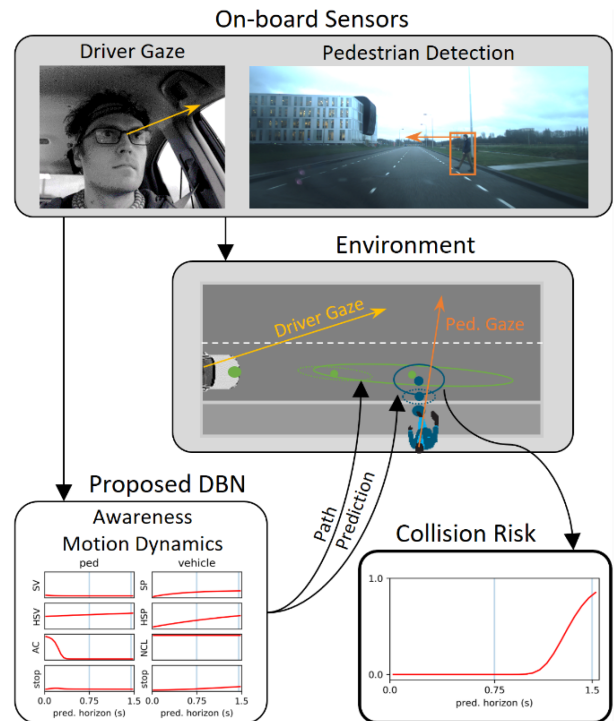 On-board Sensors
Driver Gaze
Pedestrian Detection
Environment
Driver Gaze
Ped. Gaze
Path
Prediction
Proposed DBN
Awareness
Motion Dynamics
ped
vehicle
SV
SP
HSV
HSP
AC
NCL
stop
stop
0.0 0.75 1.5
0.0 0.75 1.5
pred. horizon (s)
pred. horizon (s)
Collision Risk
1.0
0.0
0.0 0.75 1.5
pred. horizon (s)